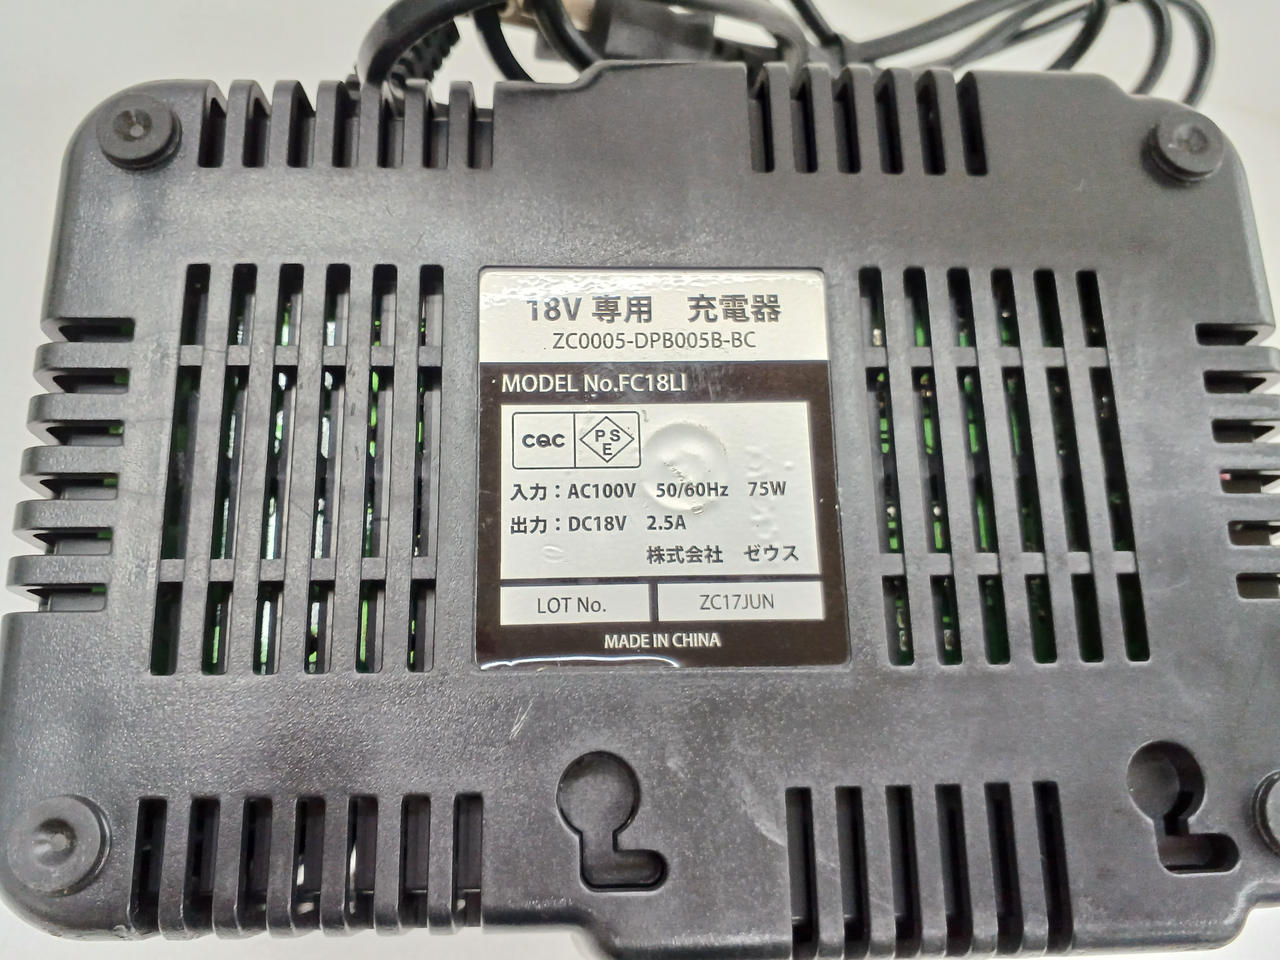 18V 専用　充電器
ZC0005-DPB005B-BC
MODEL No.FC18LI
CQC PSE
入力：AC100V　50/60Hz　75W
出力：DC18V　2.5A
株式会社　ゼウス
LOT No. ZC17JUN
MADE IN CHINA